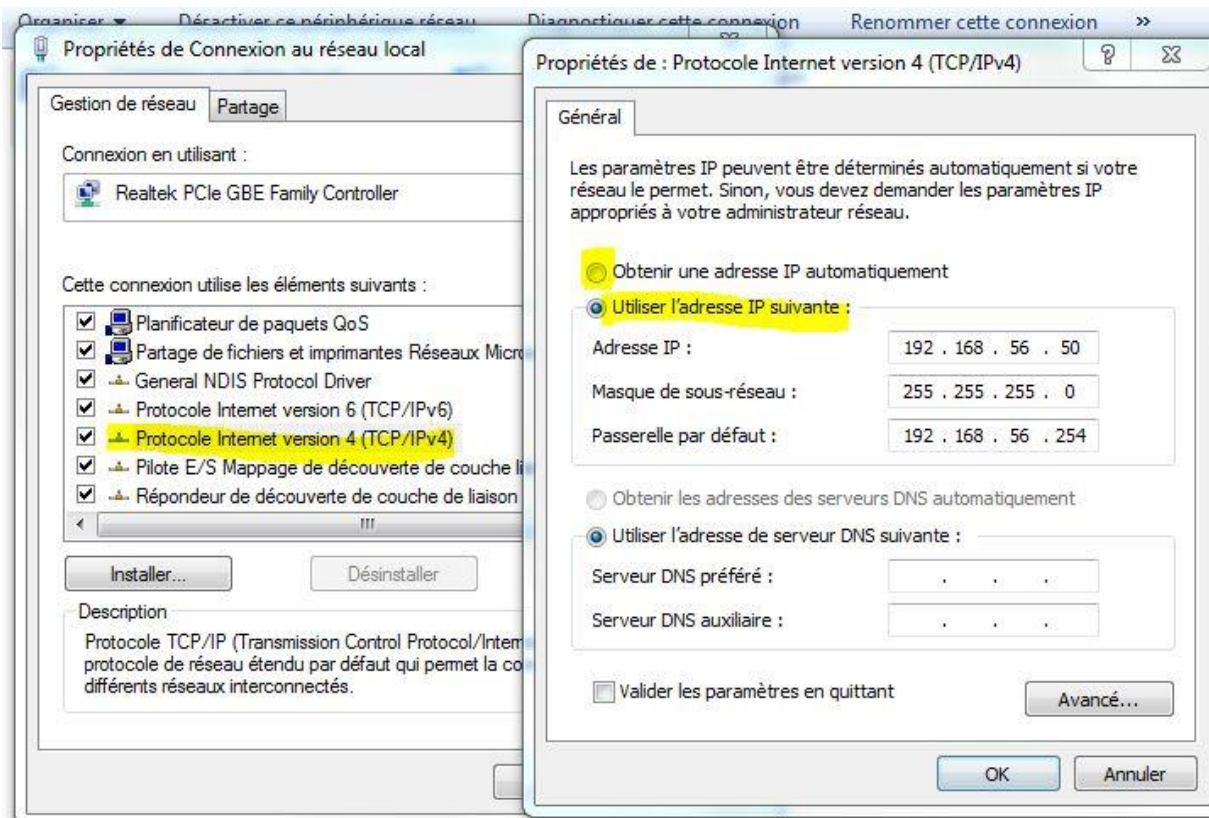 Organiser Désactiver ce périphérique réseau Diagnostiquer cette connexion Renommer cette connexion »
Propriétés de Connexion au réseau local
Gestion de réseau Partage
Connexion en utilisant :
Realtek PCIe GBE Family Controller
Cette connexion utilise les éléments suivants :
Planificateur de paquets QoS
Partage de fichiers et imprimantes Réseaux Micr
General NDIS Protocol Driver
Protocole Internet version 6 (TCP/IPv6)
Protocole Internet version 4 (TCP/IPv4)
Pilote E/S Mappage de découverte de couche li
Répondeur de découverte de couche de liaison
Installer... Désinstaller
Description
Protocole TCP/IP (Transmission Control Protocol/Inter
protocole de réseau étendu par défaut qui permet la co
différents réseaux interconnectés.
Propriétés de : Protocole Internet version 4 (TCP/IPv4)
?
Général
Les paramètres IP peuvent être déterminés automatiquement si votre
réseau le permet. Sinon, vous devez demander les paramètres IP
appropriés à votre administrateur réseau.
Obtenir une adresse IP automatiquement
Utiliser l'adresse IP suivante :
Adresse IP : 192 . 168 . 56 . 50
Masque de sous-réseau : 255 . 255 . 255 . 0
Passerelle par défaut : 192 . 168 . 56 . 254
Obtenir les adresses des serveurs DNS automatiquement
Utiliser l'adresse de serveur DNS suivante :
Serveur DNS préféré : . . .
Serveur DNS auxiliaire : . . .
Valider les paramètres en quittant
Avancé...
OK Annuler